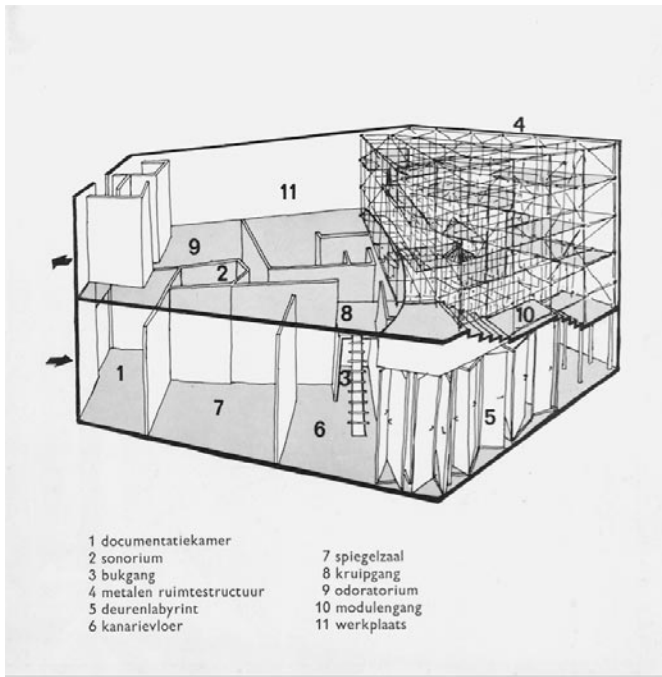 4
11
9
2
10
8
3
1
5
7
6
1 documentatiekamer
2 sonorium
3 bukgang
4 metalen ruimtestructuur
5 deurenlabyrint
6 kanarievloer
7 spiegelzaal
8 kruipgang
9 odoratorium
10 modulengang
11 werkplaats